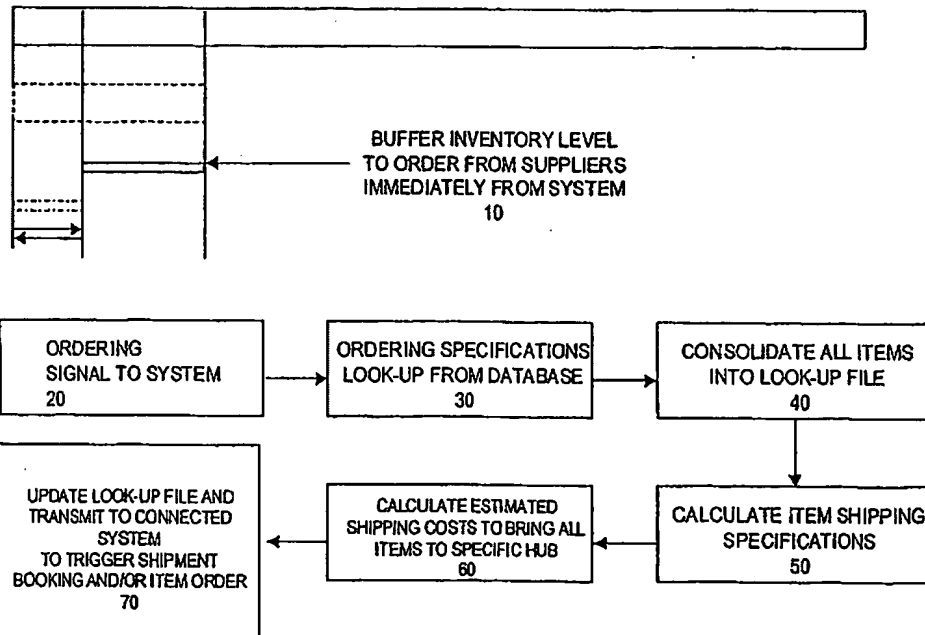 BUFFER INVENTORY LEVEL
TO ORDER FROM SUPPLIERS
IMMEDIATELY FROM SYSTEM
10
ORDERING
SIGNAL TO SYSTEM
20
ORDERING SPECIFICATIONS
LOOK-UP FROM DATABASE
30
CONSOLIDATE ALL ITEMS
INTO LOOK-UP FILE
40
CALCULATE ITEM SHIPPING
SPECIFICATIONS
50
CALCULATE ESTIMATED
SHIPPING COSTS TO BRING ALL
ITEMS TO SPECIFIC HUB
60
UPDATE LOOK-UP FILE AND
TRANSMIT TO CONNECTED
SYSTEM
TO TRIGGER SHIPMENT
BOOKING AND/OR ITEM ORDER
70